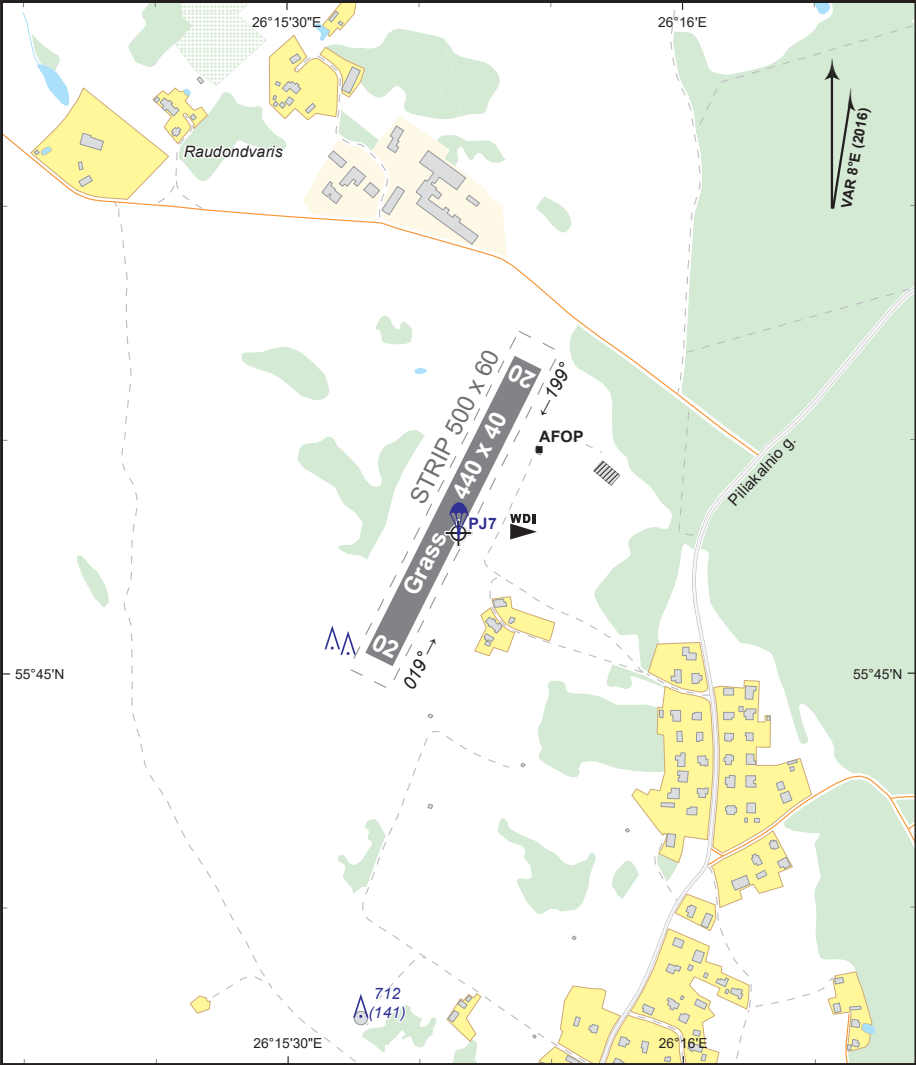 26°15'30"E
26°16'E
VAR 8°E (2016)
Raudondvaris
STRIP 500 x 60
20
← 199°
440 x 40
AFOP
Piliakalnio g.
PJ7
WDI
Grass
02
019° →
55°45'N
55°45'N
712
(141)
26°15'30"E
26°16'E